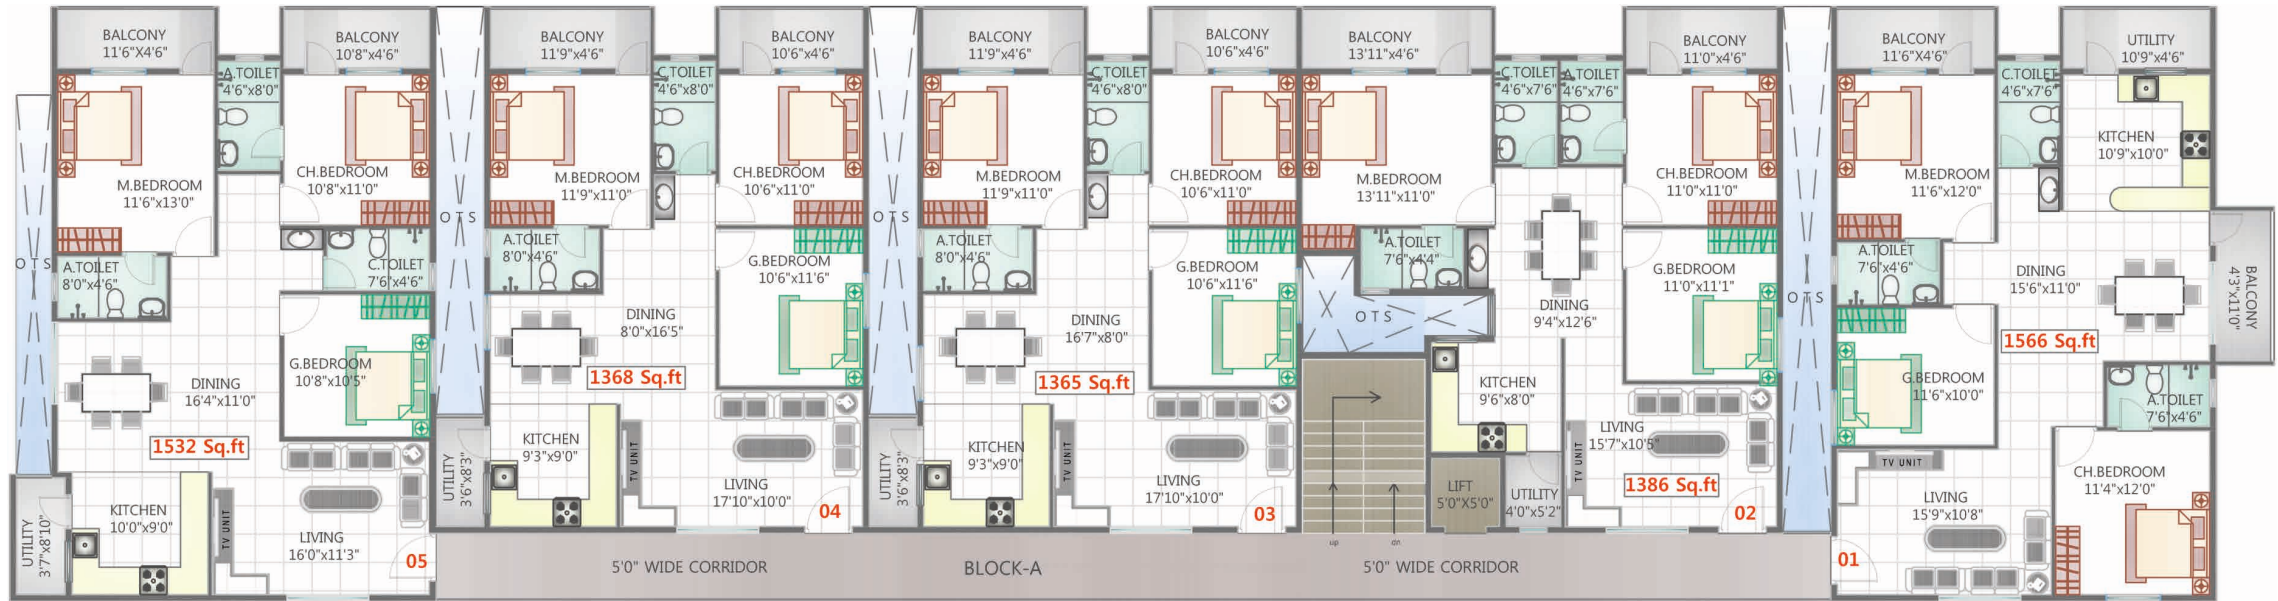 OTS
BALCONY
11'6"X4'6"
BALCONY
10'8"x4'6"
A.TOILET
4'6"x8'0"
M.BEDROOM
11'6"x13'0"
CH.BEDROOM
10'8"x11'0"
A.TOILET
8'0"x4'6"
C.TOILET
7'6"x4'6"
G.BEDROOM
10'8"x10'5"
DINING
16'4"x11'0"
1532 Sq.ft
UTILITY
3'7"x8'10"
KITCHEN
10'0"x9'0"
TV UNIT
LIVING
16'0"x11'3"
05
OTS
BALCONY
11'9"x4'6"
BALCONY
10'6"x4'6"
C.TOILET
4'6"x8'0"
M.BEDROOM
11'9"x11'0"
CH.BEDROOM
10'6"x11'0"
A.TOILET
8'0"x4'6"
G.BEDROOM
10'6"x11'6"
DINING
8'0"x16'5"
1368 Sq.ft
UTILITY
3'6"x8'3"
KITCHEN
9'3"x9'0"
TV UNIT
LIVING
17'10"x10'0"
04
OTS
BALCONY
11'9"x4'6"
BALCONY
10'6"x4'6"
C.TOILET
4'6"x8'0"
M.BEDROOM
11'9"x11'0"
CH.BEDROOM
10'6"x11'0"
A.TOILET
8'0"x4'6"
G.BEDROOM
10'6"x11'6"
DINING
16'7"x8'0"
1365 Sq.ft
UTILITY
3'6"x8'3"
KITCHEN
9'3"x9'0"
TV UNIT
LIVING
17'10"x10'0"
03
BALCONY
13'11"x4'6"
BALCONY
11'0"x4'6"
C.TOILET
4'6"x7'6"
A.TOILET
4'6"x7'6"
M.BEDROOM
13'11"x11'0"
CH.BEDROOM
11'0"x11'0"
A.TOILET
7'6"x4'4"
G.BEDROOM
11'0"x11'1"
OTS
DINING
9'4"x12'6"
KITCHEN
9'6"x8'0"
LIVING
15'7"x10'5"
TV UNIT
1386 Sq.ft
LIFT
5'0"X5'0"
UTILITY
4'0"x5'2"
02
up
dn
OTS
BALCONY
11'6"X4'6"
UTILITY
10'9"x4'6"
C.TOILET
4'6"x7'6"
KITCHEN
10'9"x10'0"
M.BEDROOM
11'6"x12'0"
A.TOILET
7'6"x4'6"
DINING
15'6"x11'0"
BALCONY
4'3"x11'0"
1566 Sq.ft
G.BEDROOM
11'6"x10'0"
A.TOILET
7'6"x4'6"
TV UNIT
CH.BEDROOM
11'4"x12'0"
LIVING
15'9"x10'8"
01
5'0" WIDE CORRIDOR
BLOCK-A
5'0" WIDE CORRIDOR